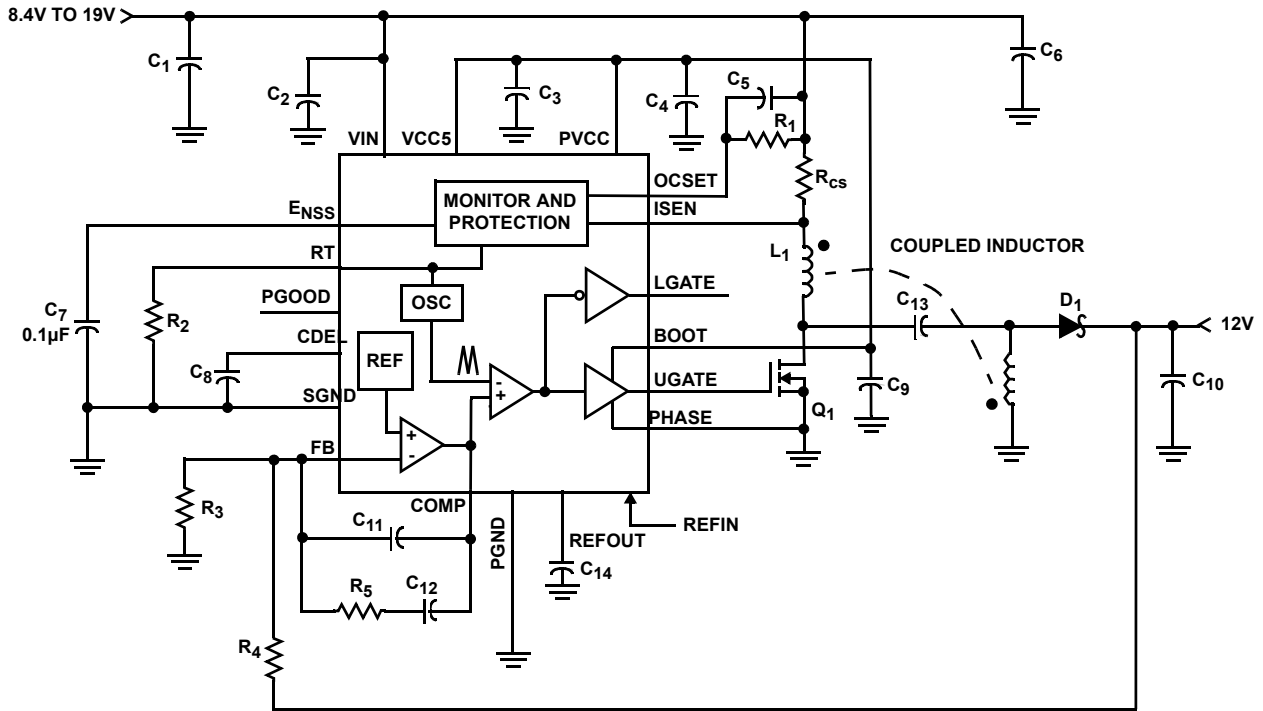 8.4V TO 19V
C1
C2
C3
C4
C5
C6
R1
VIN
VCC5
PVCC
OCSET
RCS
MONITOR AND
PROTECTION
ISEN
ENSS
COUPLED INDUCTOR
L1
RT
LGATE
PGOOD
OSC
C7
0.1µF
R2
C13
D1
12V
CDEL
REF
BOOT
C8
-
+
UGATE
C9
C10
SGND
Q1
PHASE
+
-
FB
COMP
R3
C11
PGND
REFOUT
REFIN
C14
R5
C12
R4